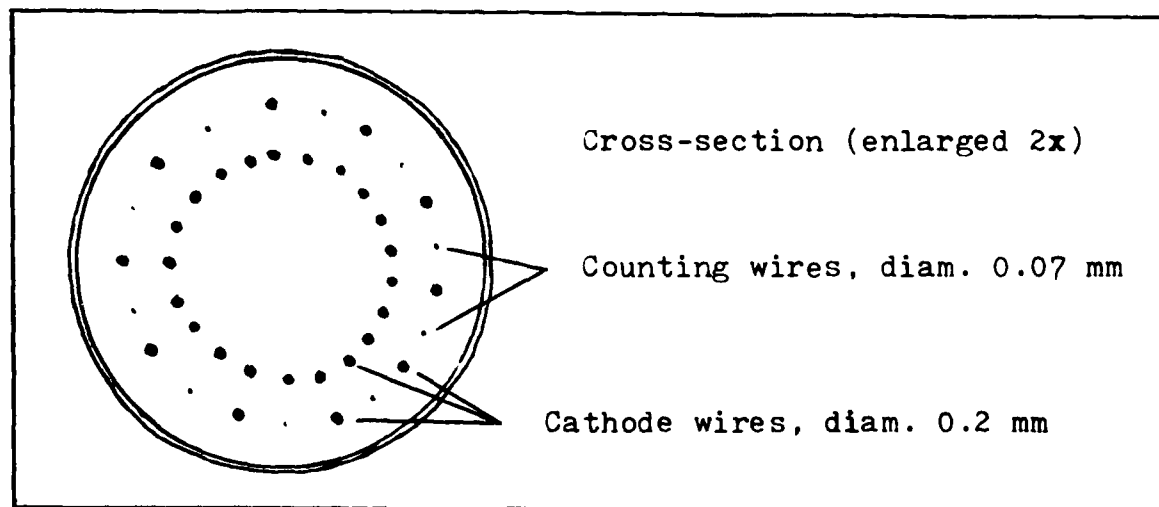 Cross-section (enlarged 2x)
Counting wires, diam. 0.07 mm
Cathode wires, diam. 0.2 mm